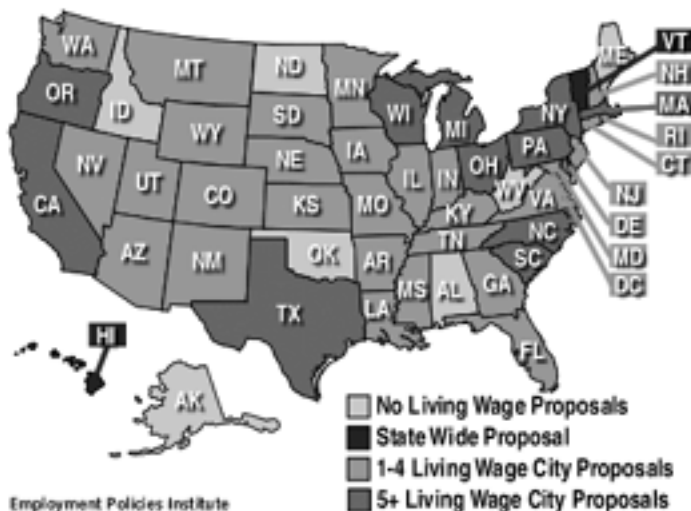 WA
MT
ND
MN
ME
VT
NH
MA
RI
CT
OR
ID
WY
SD
WI
MI
NY
NV
UT
CO
NE
IA
IL
IN
OH
PA
NJ
DE
MD
DC
CA
AZ
NM
KS
MO
KY
WV
VA
OK
AR
TN
NC
SC
TX
LA
MS
AL
GA
FL
HI
AK
No Living Wage Proposals
State Wide Proposal
1-4 Living Wage City Proposals
5+ Living Wage City Proposals
Employment Policies Institute